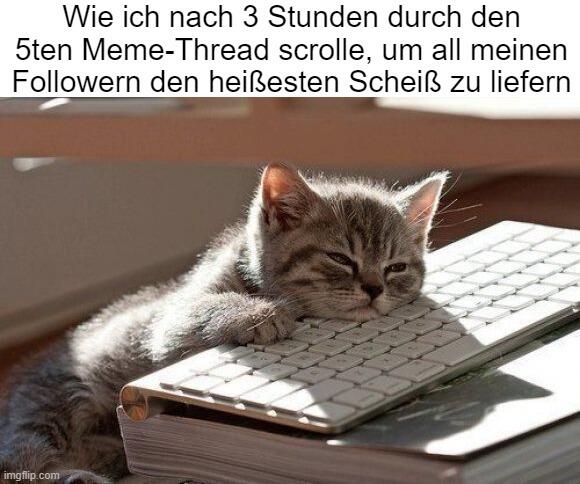 Wie ich nach 3 Stunden durch den
5ten Meme-Thread scrolle, um all meinen
Followern den heißesten Scheiß zu liefern
imgflip.com